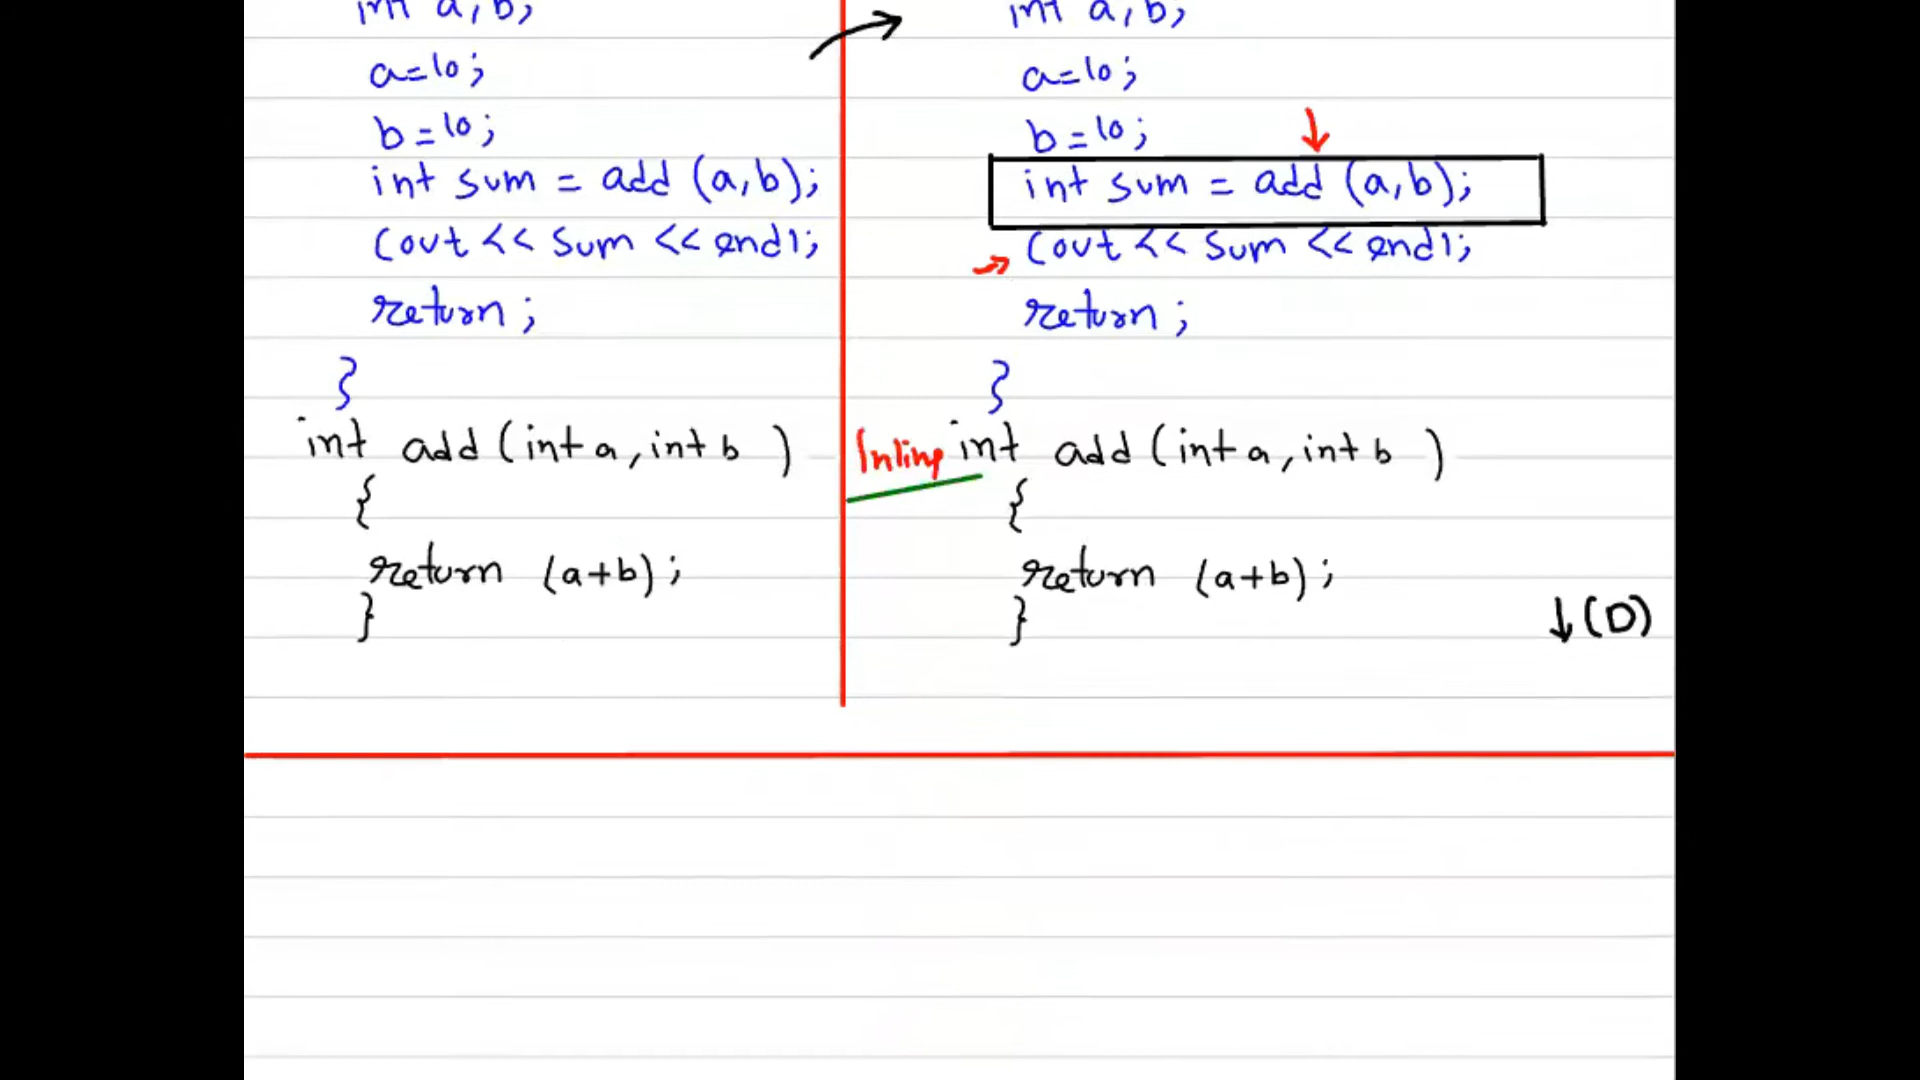 int a, b;
a=10;
b=10;
int sum = add (a,b);
cout << sum << endl;
return;
}
int add (int a, int b )
{
return (a+b);
}
int a, b;
a=10;
b=10;
int sum = add (a,b);
cout << sum << endl;
return;
}
Inline int add (int a, int b )
{
return (a+b);
}
↓(D)